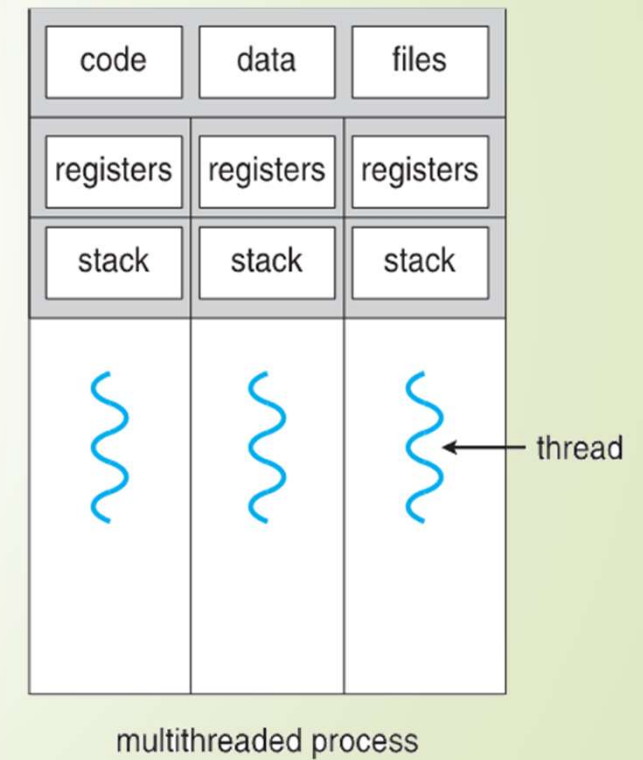 code data files
registers registers registers
stack stack stack
thread
multithreaded process